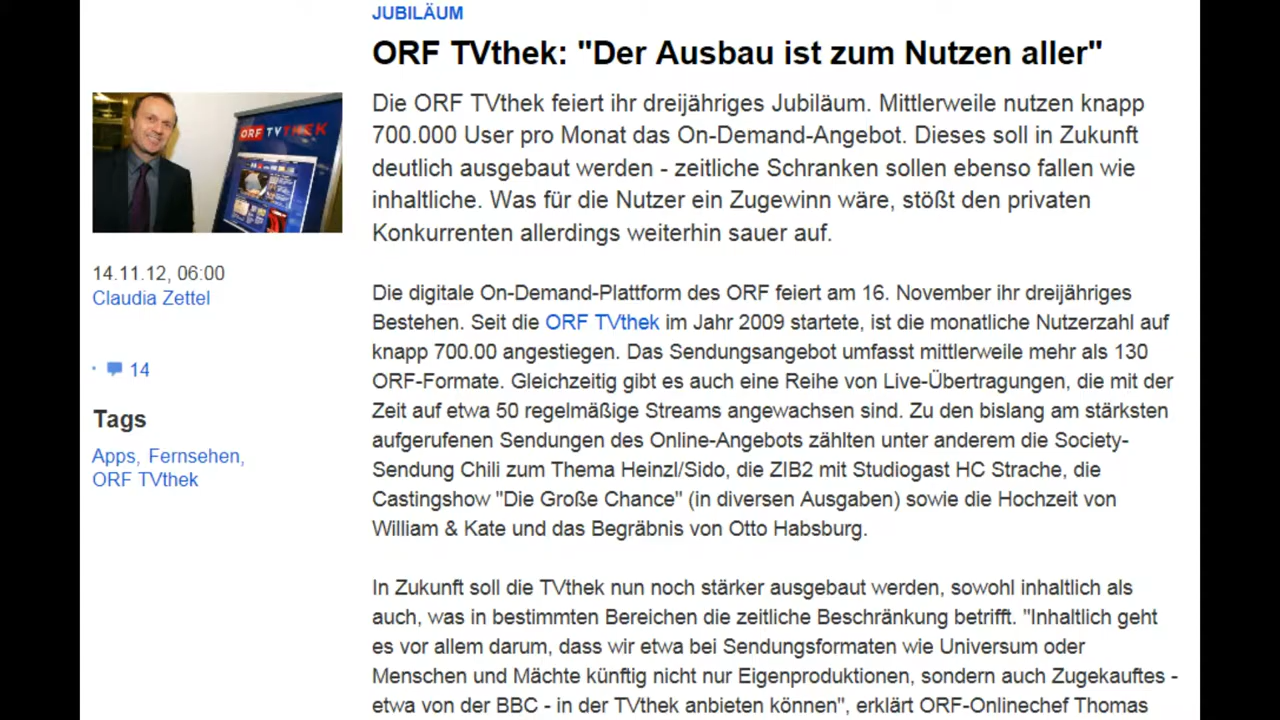 JUBILÄUM
ORF TVthek: "Der Ausbau ist zum Nutzen aller"
Die ORF TVthek feiert ihr dreijähriges Jubiläum. Mittlerweile nutzen knapp
700.000 User pro Monat das On-Demand-Angebot. Dieses soll in Zukunft
deutlich ausgebaut werden - zeitliche Schranken sollen ebenso fallen wie
inhaltliche. Was für die Nutzer ein Zugewinn wäre, stößt den privaten
Konkurrenten allerdings weiterhin sauer auf.
ORF TVTHEK
14.11.12, 06:00
Claudia Zettel
14
Tags
Apps, Fernsehen,
ORF TVthek
Die digitale On-Demand-Plattform des ORF feiert am 16. November ihr dreijähriges
Bestehen. Seit die ORF TVthek im Jahr 2009 startete, ist die monatliche Nutzerzahl auf
knapp 700.00 angestiegen. Das Sendungsangebot umfasst mittlerweile mehr als 130
ORF-Formate. Gleichzeitig gibt es auch eine Reihe von Live-Übertragungen, die mit der
Zeit auf etwa 50 regelmäßige Streams angewachsen sind. Zu den bislang am stärksten
aufgerufenen Sendungen des Online-Angebots zählten unter anderem die Society-
Sendung Chili zum Thema Heinzl/Sido, die ZIB2 mit Studiogast HC Strache, die
Castingshow "Die Große Chance" (in diversen Ausgaben) sowie die Hochzeit von
William & Kate und das Begräbnis von Otto Habsburg.
In Zukunft soll die TVthek nun noch stärker ausgebaut werden, sowohl inhaltlich als
auch, was in bestimmten Bereichen die zeitliche Beschränkung betrifft. "Inhaltlich geht
es vor allem darum, dass wir etwa bei Sendungsformaten wie Universum oder
Menschen und Mächte künftig nicht nur Eigenproduktionen, sondern auch Zugekauftes -
etwa von der BBC - in der TVthek anbieten können", erklärt ORF-Onlinechef Thomas